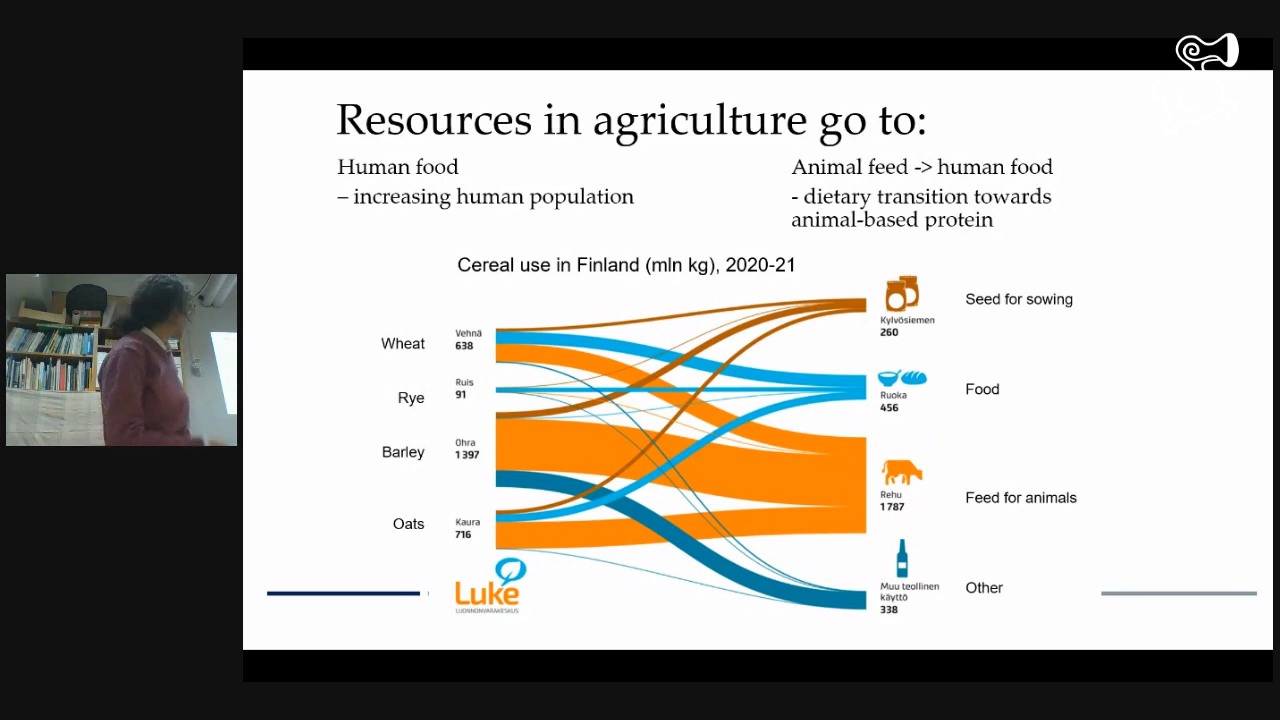 Resources in agriculture go to:
Human food
– increasing human population
Animal feed -> human food
- dietary transition towards
animal-based protein
Cereal use in Finland (mln kg), 2020-21
Wheat
Vehnä
638
Rye
Ruis
91
Barley
Ohra
1 397
Oats
Kaura
716
Kylvösiemen
260
Seed for sowing
Ruoka
456
Food
Rehu
1 787
Feed for animals
Muu teollinen
käyttö
338
Other
Luke
LUONNONVARAKESKUS